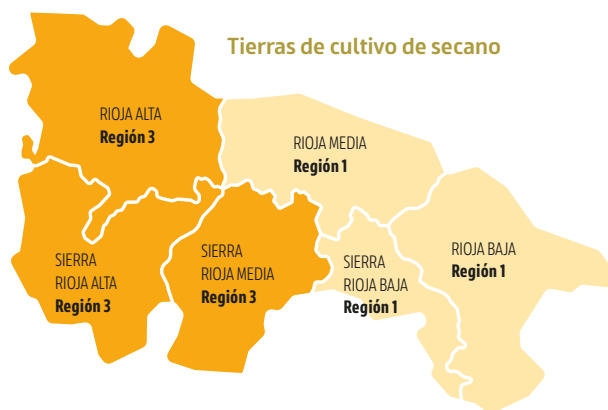 Tierras de cultivo de secano
RIOJA ALTA
Región 3
RIOJA MEDIA
Región 1
SIERRA
RIOJA ALTA
Región 3
SIERRA
RIOJA MEDIA
Región 3
SIERRA
RIOJA BAJA
Región 1
RIOJA BAJA
Región 1